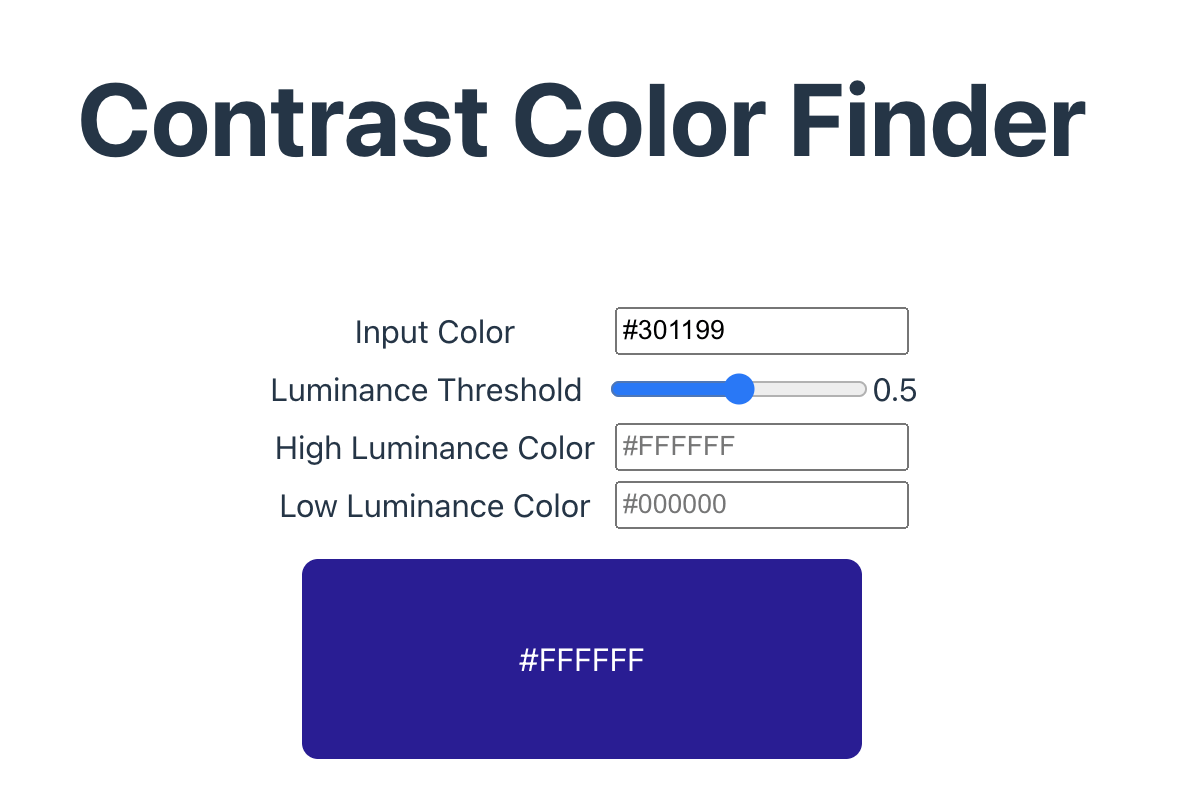 Contrast Color Finder
Input Color #301199
Luminance Threshold 0.5
High Luminance Color #FFFFFF
Low Luminance Color #000000
#FFFFFF